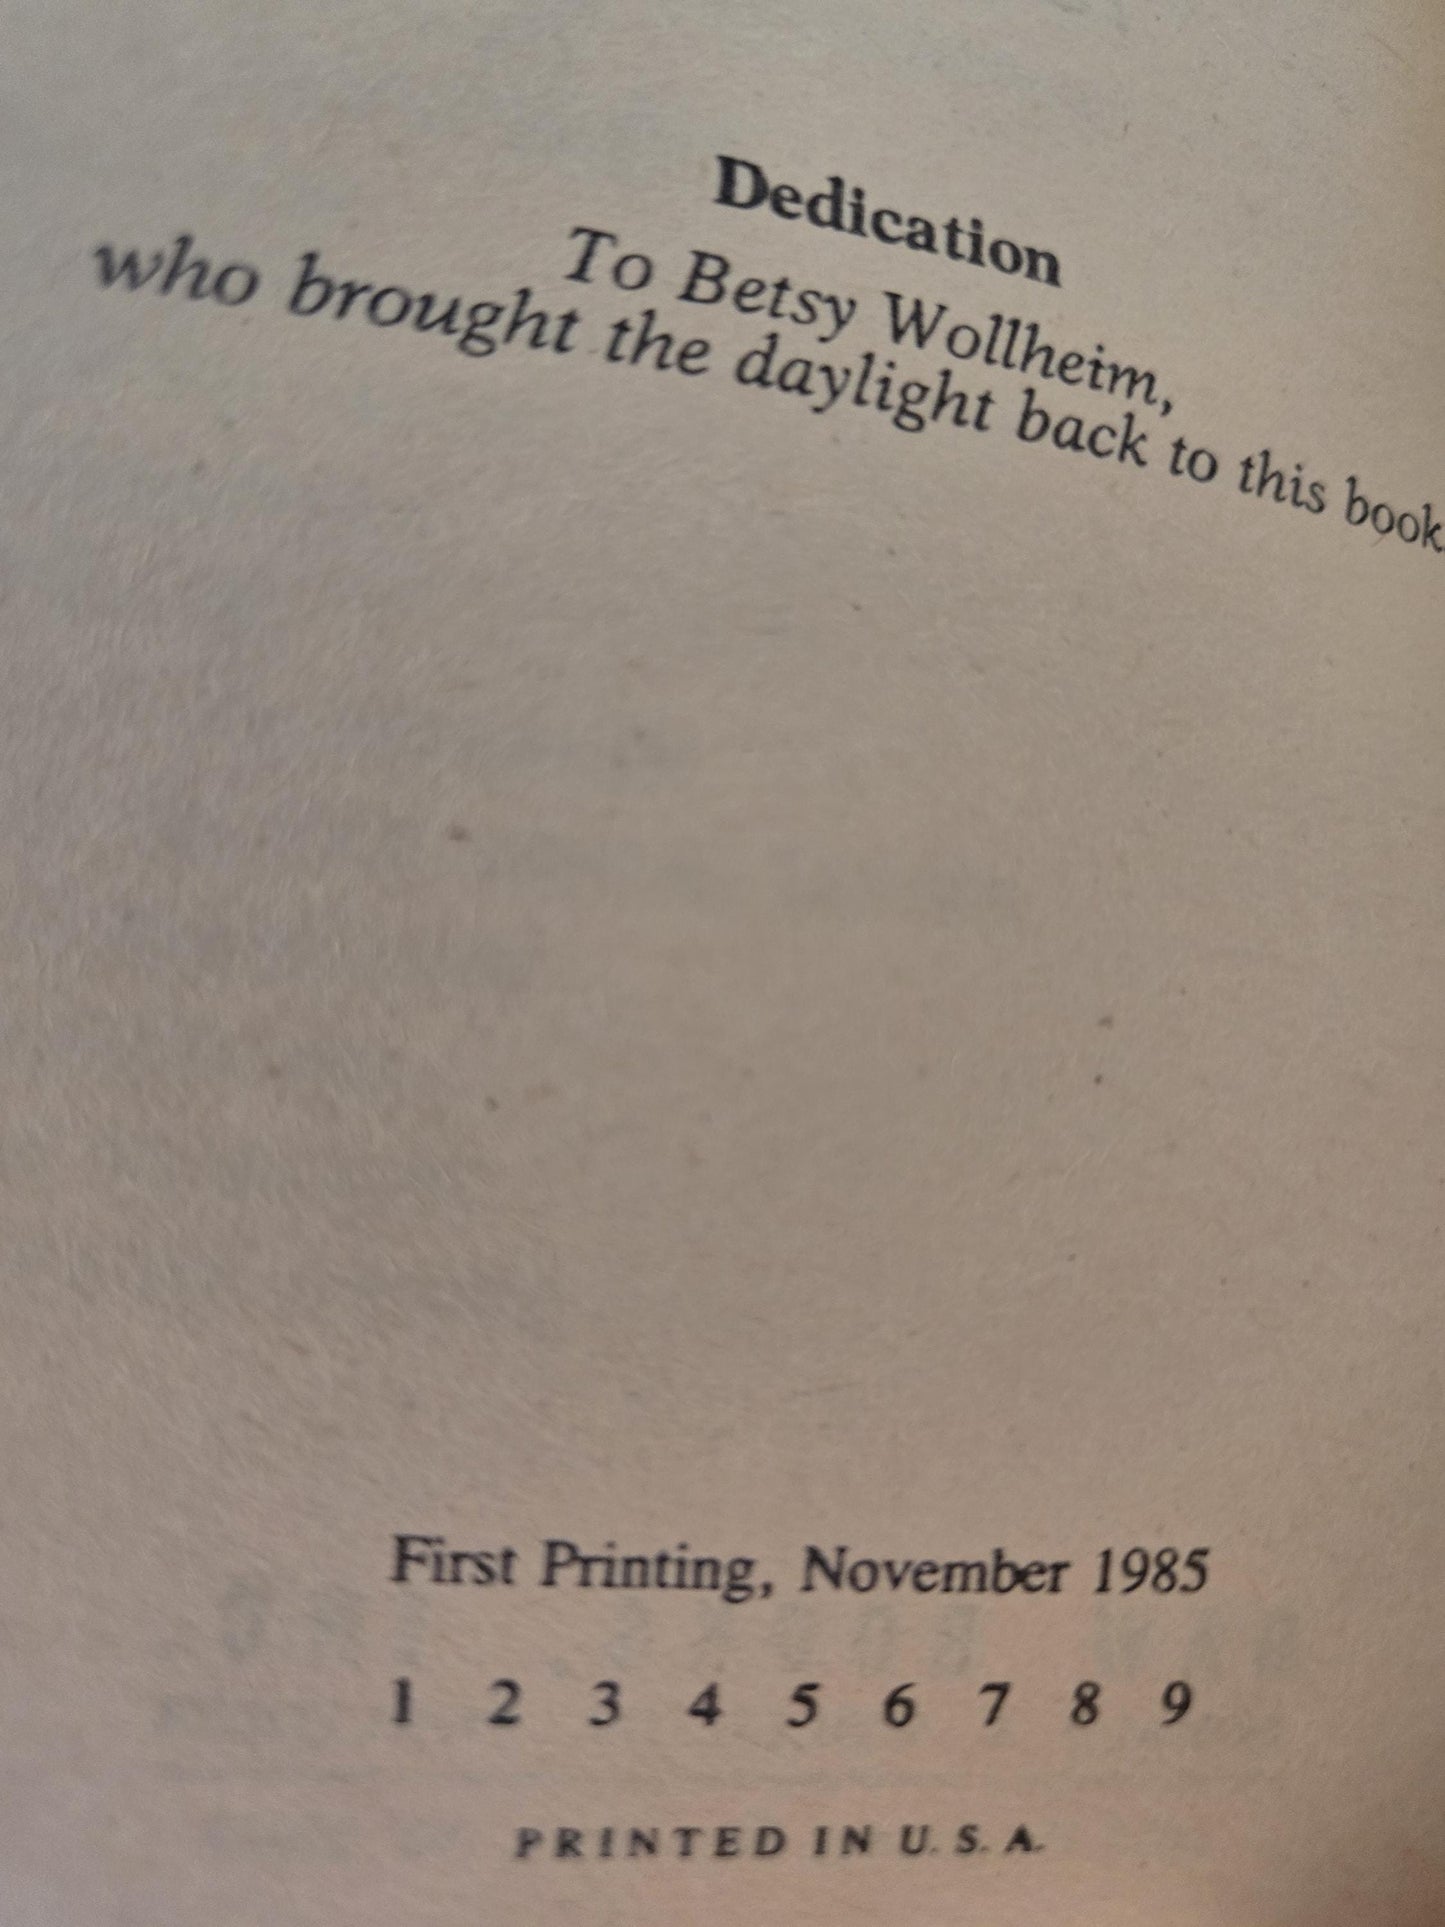 Dedication
To Betsy Wollheim,
who brought the daylight back to this book.
First Printing, November 1985
1 2 3 4 5 6 7 8 9
PRINTED IN U.S.A.